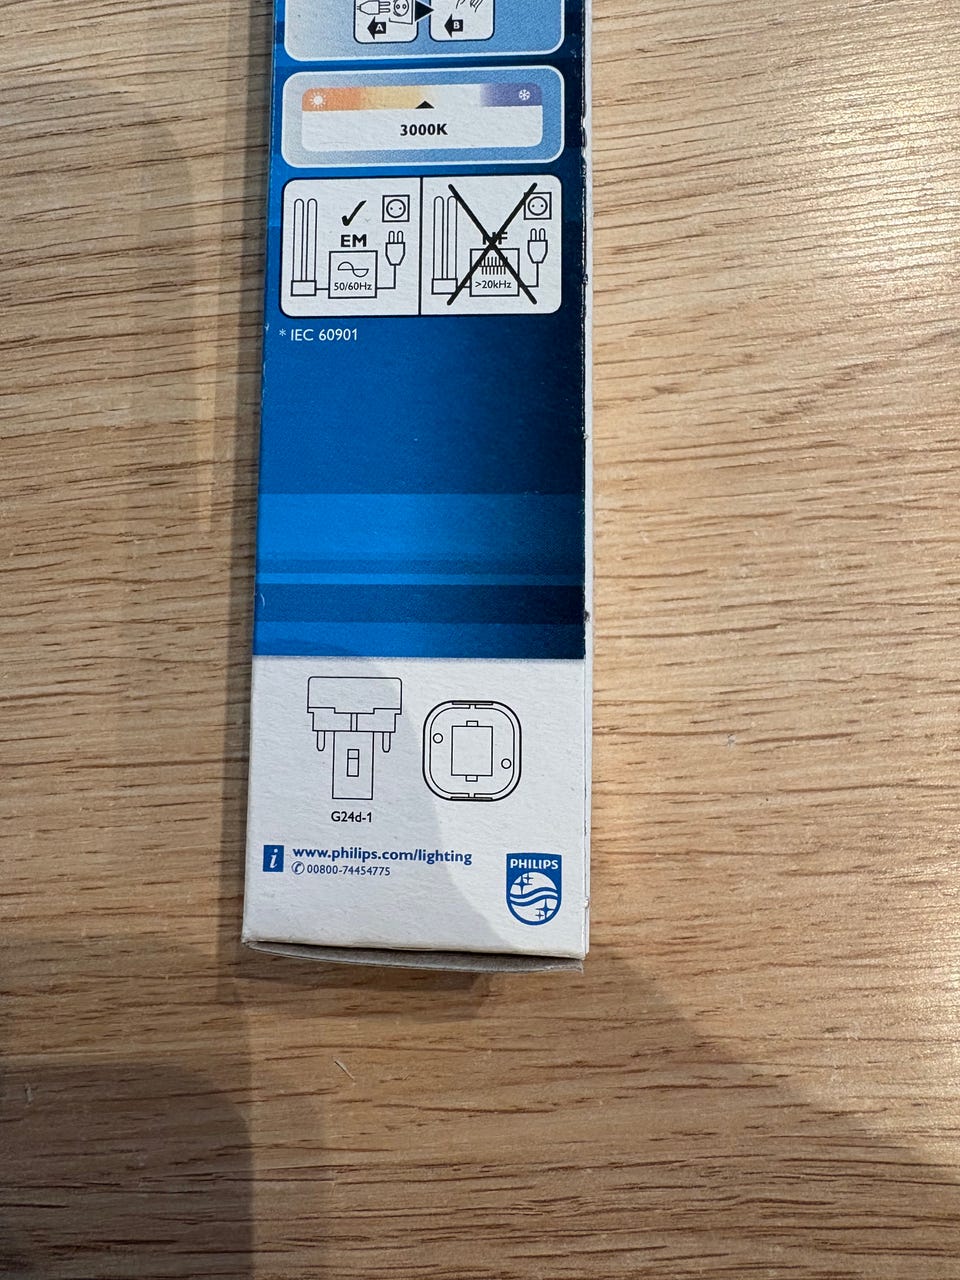 A B
3000K
EM
50/60Hz >20kHz
* IEC 60901
G24d-1
i www.philips.com/lighting
✆ 00800-74454775
PHILIPS